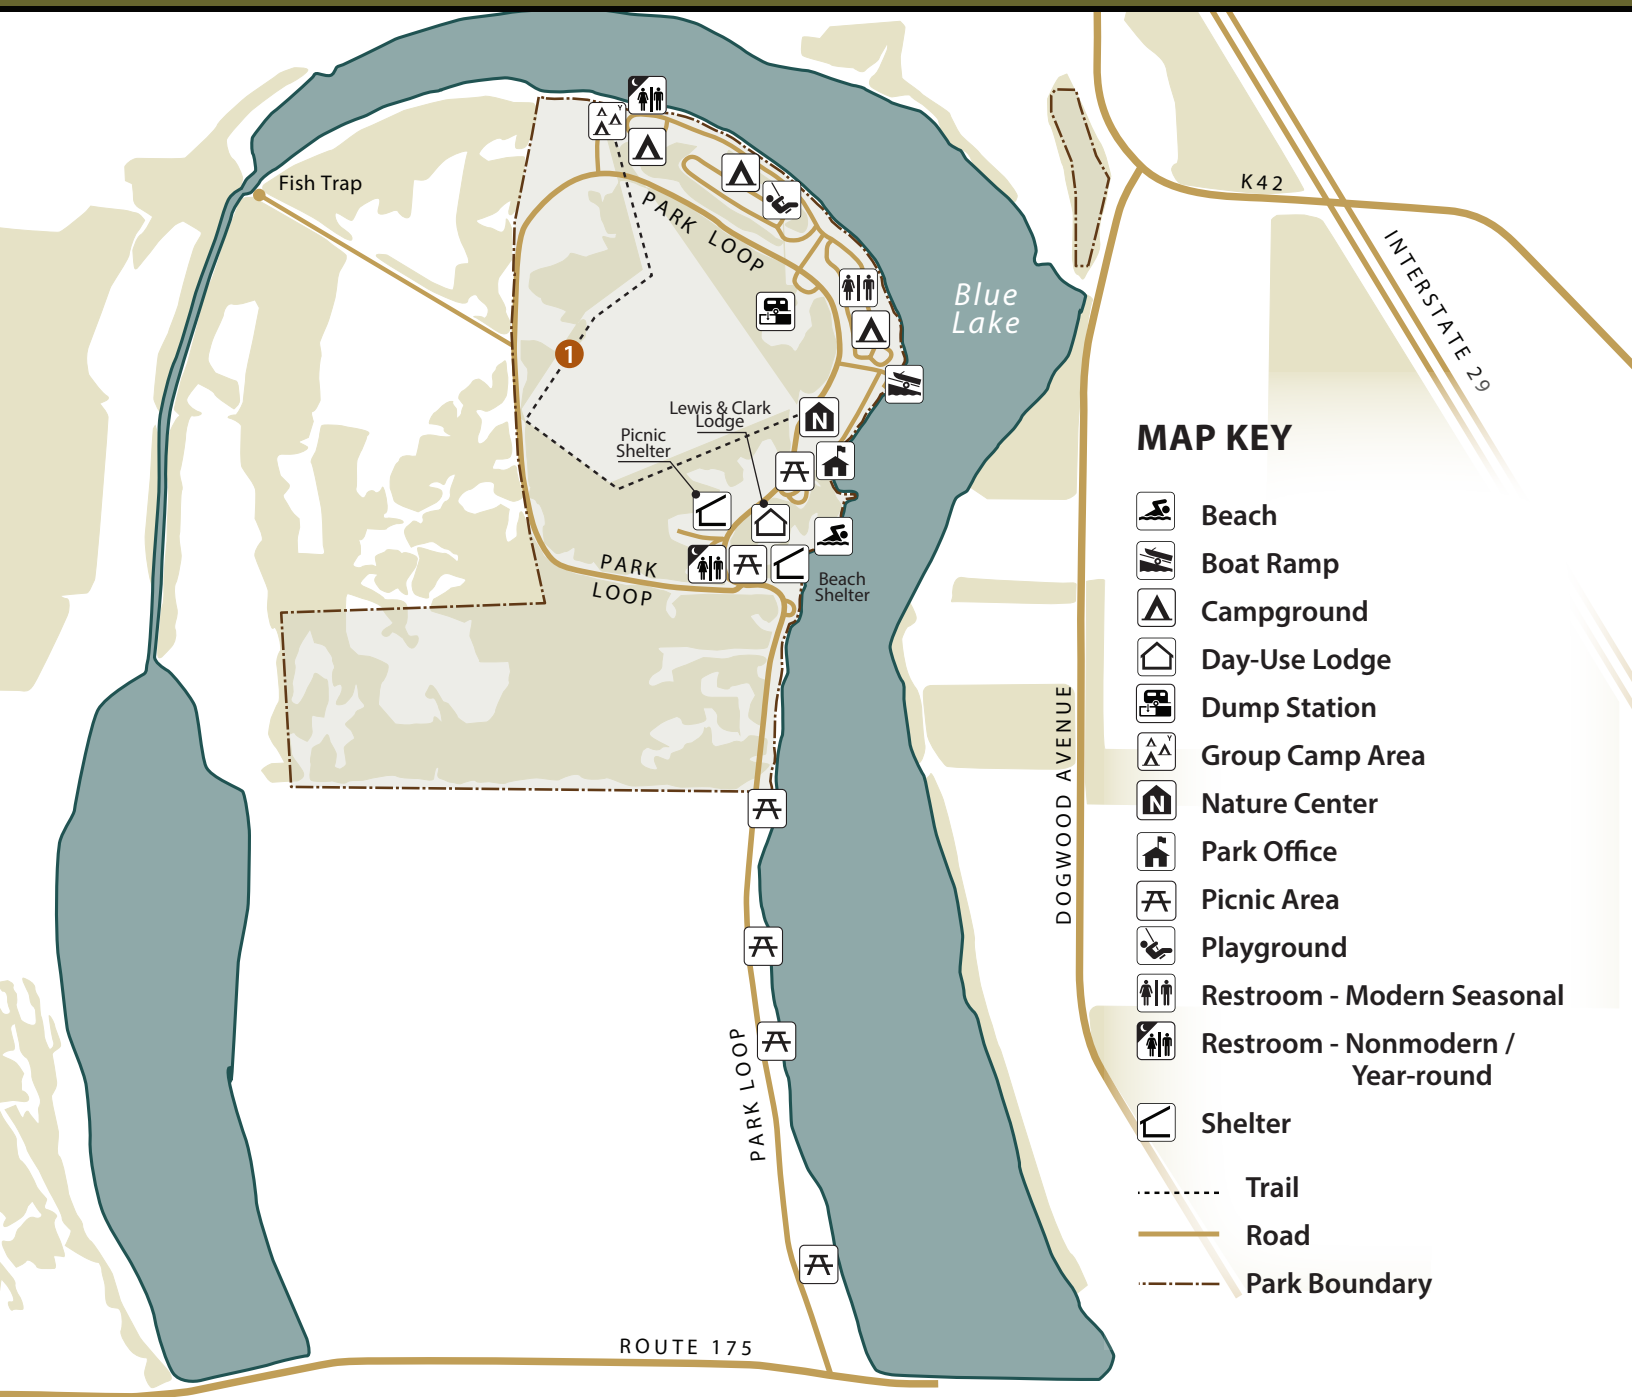 Fish Trap
PARK LOOP
K42
INTERSTATE 29
Blue
Lake
1
Lewis & Clark
Lodge
Picnic
Shelter
N
PARK
LOOP
Beach
Shelter
DOGWOOD AVENUE
PARK LOOP
ROUTE 175
MAP KEY
Beach
Boat Ramp
Campground
Day-Use Lodge
Dump Station
Y
Group Camp Area
N
Nature Center
Park Office
Picnic Area
Playground
Restroom - Modern Seasonal
Restroom - Nonmodern /
Year-round
Shelter
Trail
Road
Park Boundary